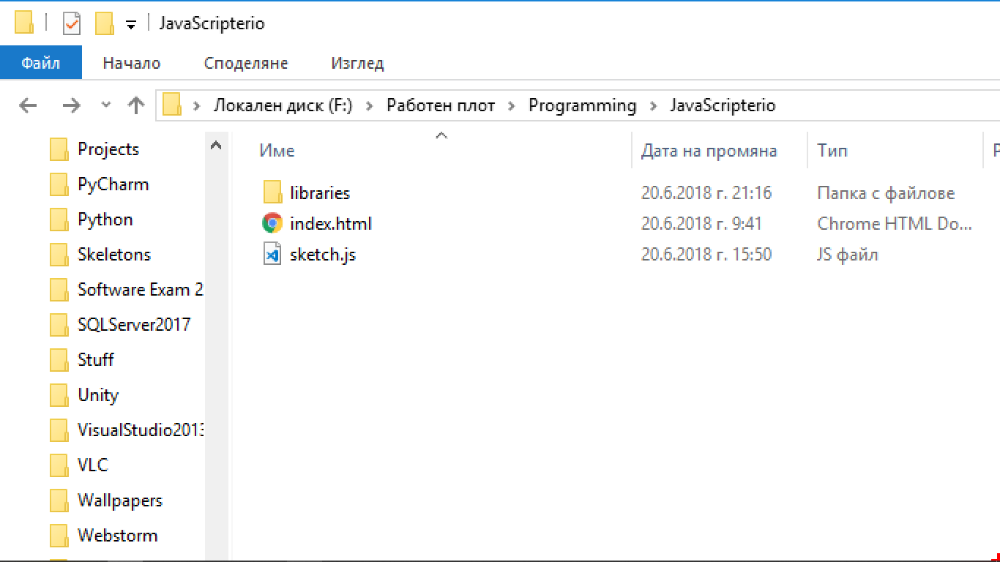 JavaScripterio
Файл Начало Споделяне Изглед
Локален диск (F:) Работен плот Programming JavaScripterio
Projects
PyCharm
Python
Skeletons
Software Exam 2
SQLServer2017
Stuff
Unity
VisualStudio2013
VLC
Wallpapers
Webstorm
Име Дата на промяна Тип
libraries 20.6.2018 г. 21:16 Папка с файлове
index.html 20.6.2018 г. 9:41 Chrome HTML Do...
sketch.js 20.6.2018 г. 15:50 JS файл